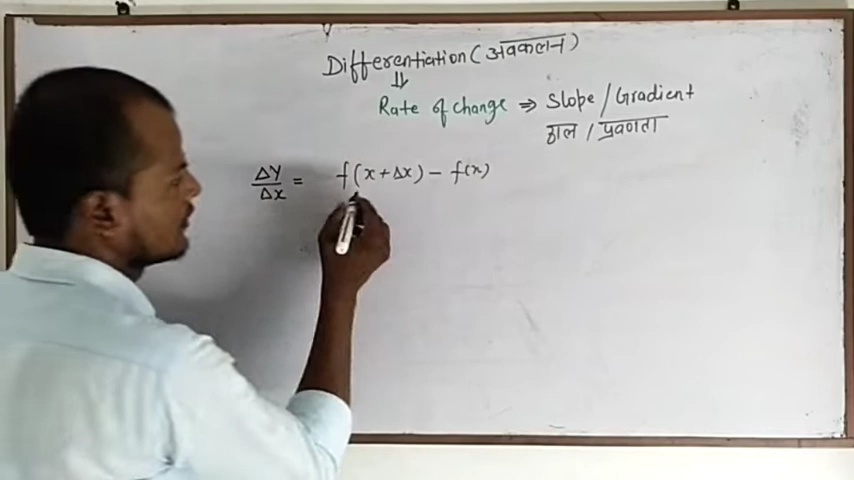 Differentiation (अवकलन)
⇓
Rate of change ⇒ Slope / Gradient
ढाल / प्रवणता
ΔY/Δx = f(x+Δx) - f(x)